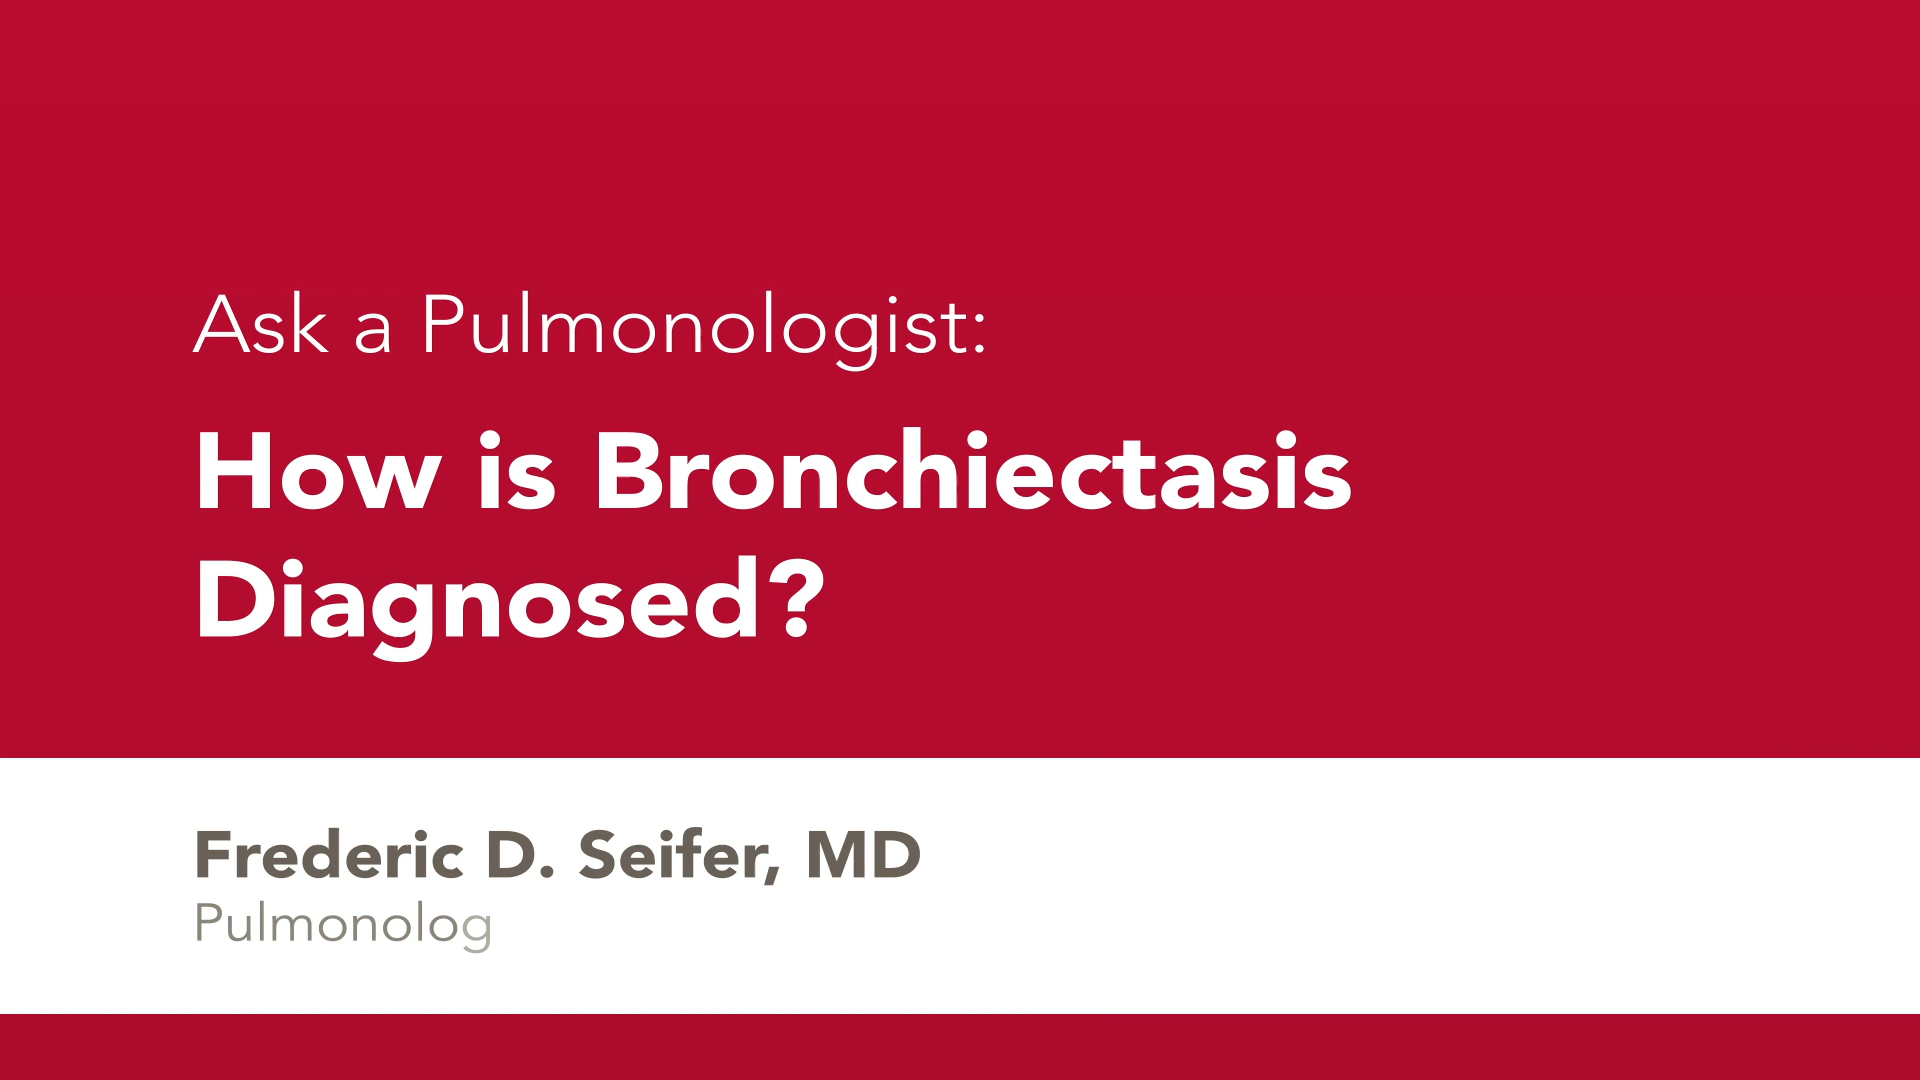 Ask a Pulmonologist:
How is Bronchiectasis
Diagnosed?
Frederic D. Seifer, MD
Pulmonolog